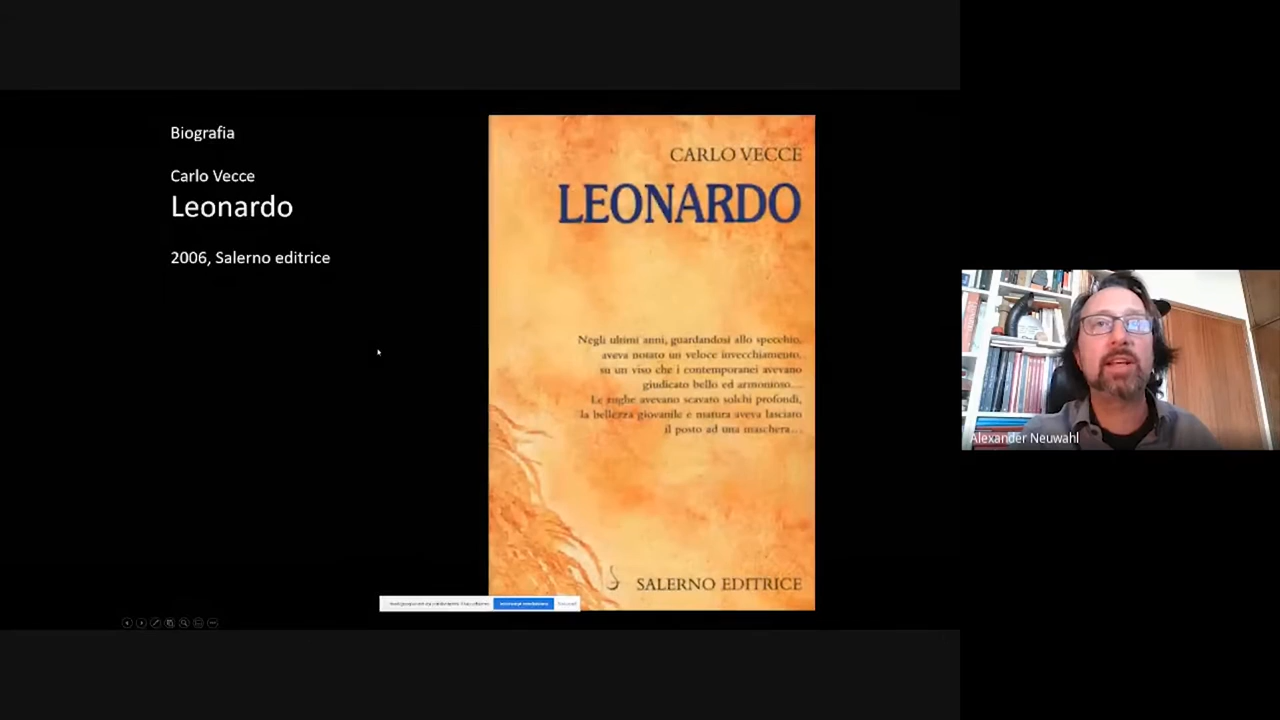 Biografia
Carlo Vecce
Leonardo
2006, Salerno editrice
CARLO VECCE
LEONARDO
Negli ultimi anni, guardandosi allo specchio,
aveva notato un veloce invecchiamento,
su un viso che i contemporanei avevano
giudicato bello ed armonioso...
Le rughe avevano scavato solchi profondi,
la bellezza giovanile e matura aveva lasciato
il posto ad una maschera...
SALERNO EDITRICE
Alexander Neuwahl